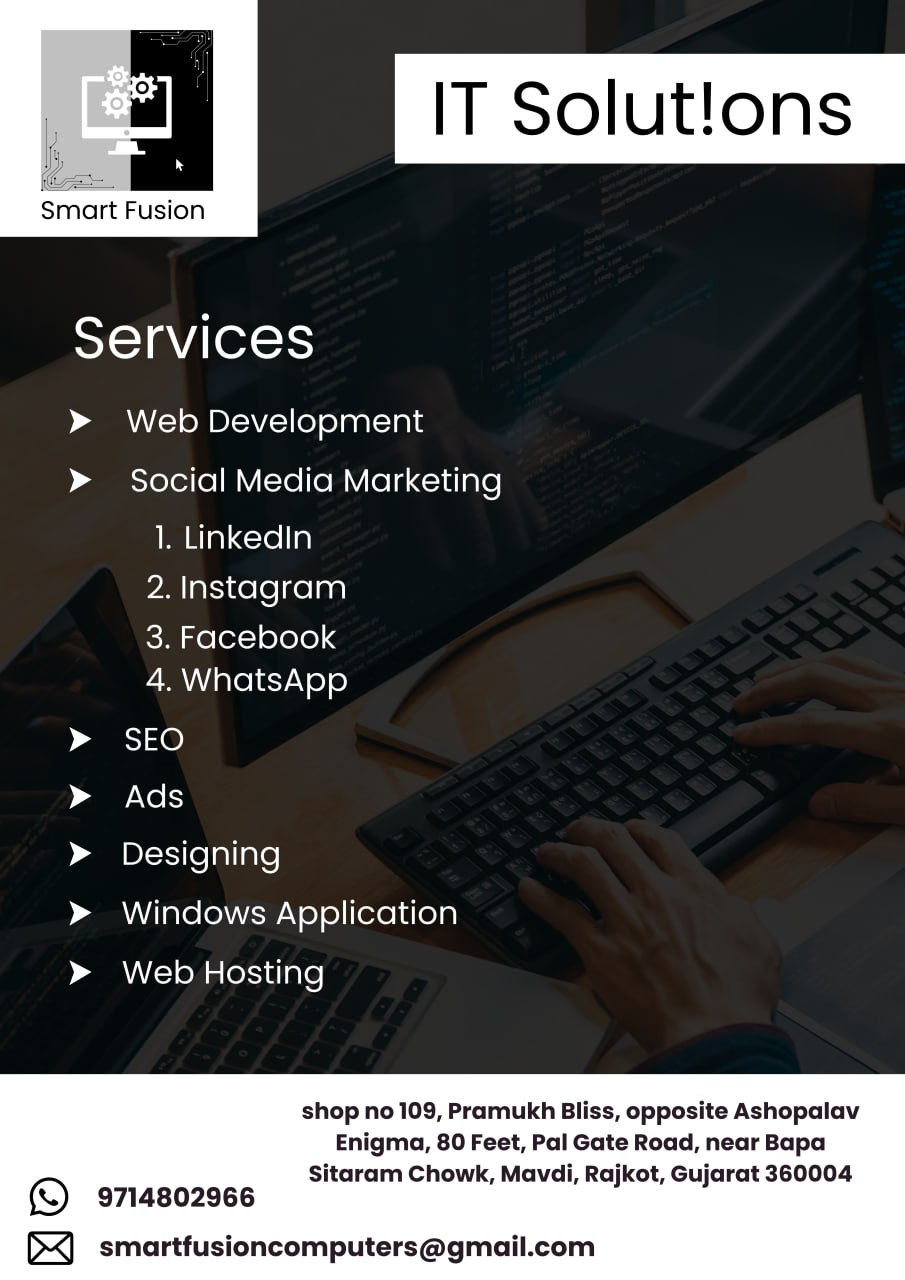 Smart Fusion
IT Solut!ons
Services
Web Development
Social Media Marketing
1. LinkedIn
2. Instagram
3. Facebook
4. WhatsApp
SEO
Ads
Designing
Windows Application
Web Hosting
shop no 109, Pramukh Bliss, opposite Ashopalav
Enigma, 80 Feet, Pal Gate Road, near Bapa
Sitaram Chowk, Mavdi, Rajkot, Gujarat 360004
9714802966
smartfusioncomputers@gmail.com